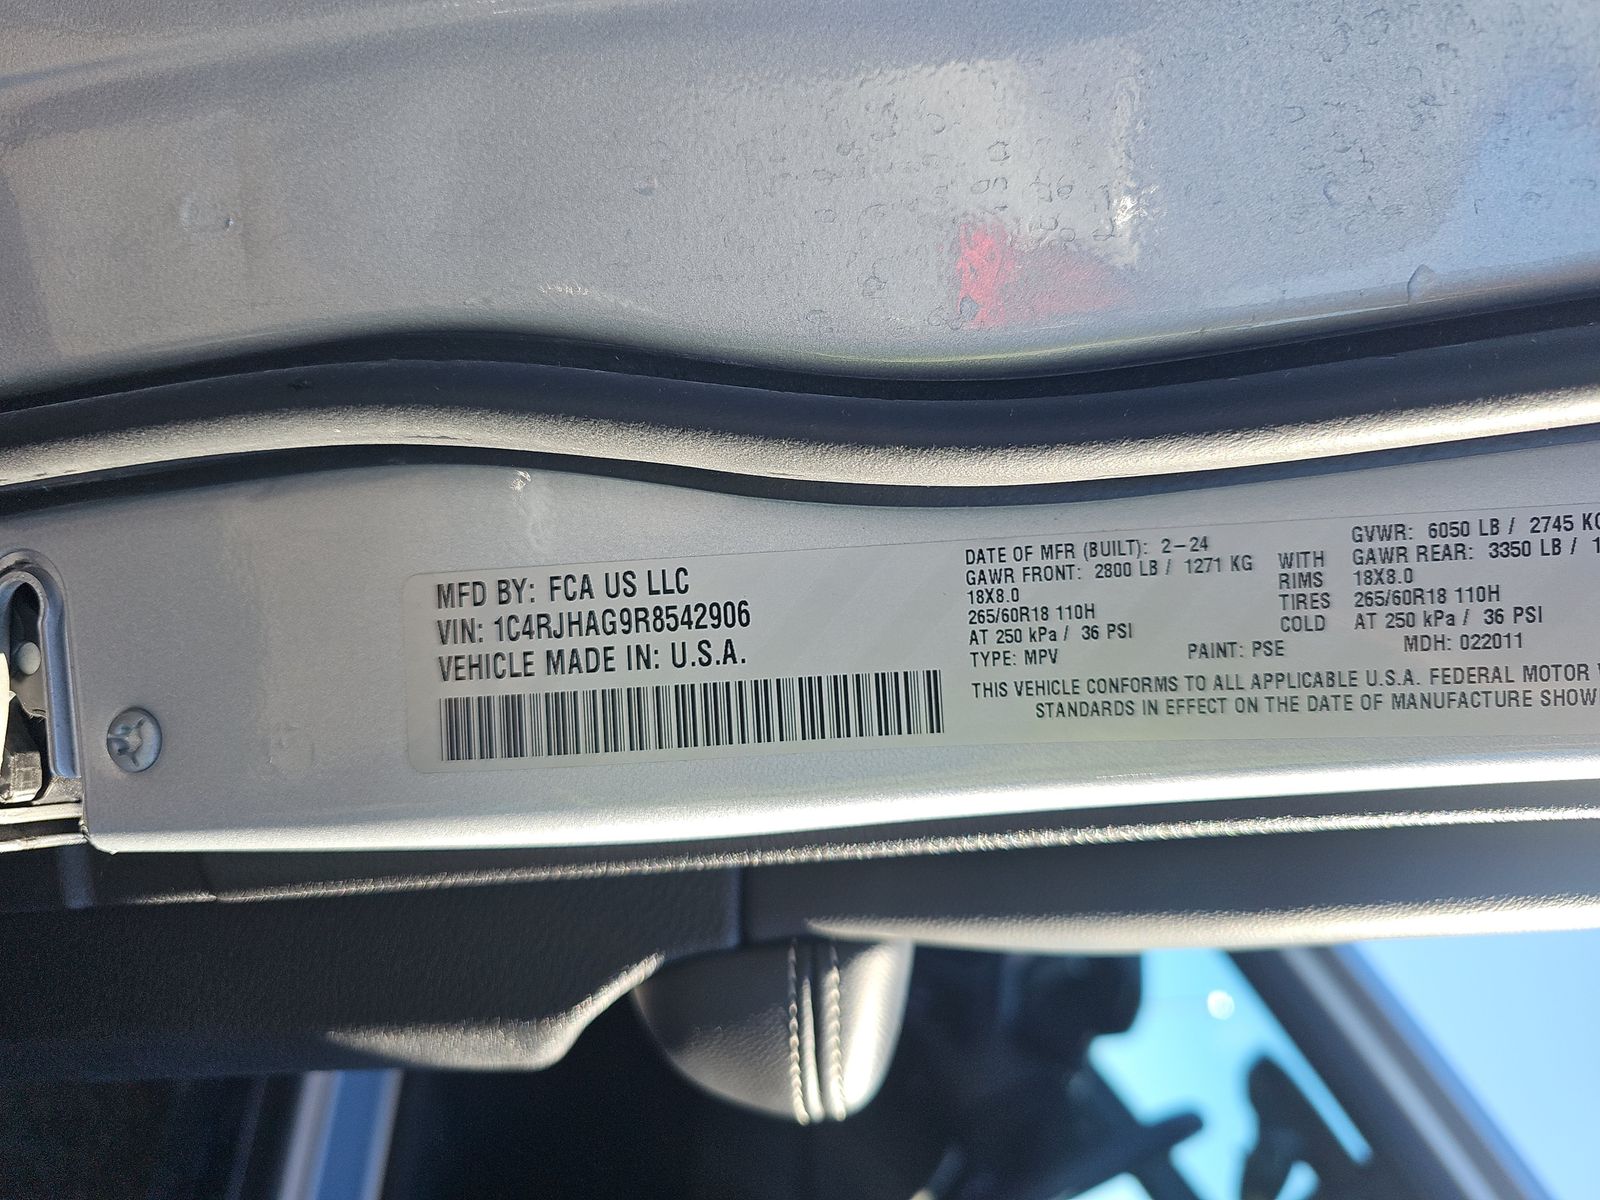 MFD BY: FCA US LLC
VIN: 1C4RJHAG9R8542906
VEHICLE MADE IN: U.S.A.
DATE OF MFR (BUILT): 2-24
GAWR FRONT: 2800 LB / 1271 KG
18X8.0
265/60R18 110H
AT 250 kPa / 36 PSI
TYPE: MPV
PAINT: PSE
WITH
RIMS
TIRES
COLD
GVWR: 6050 LB / 2745
GAWR REAR: 3350 LB /
18X8.0
265/60R18 110H
AT 250 kPa / 36 PSI
MDH: 022011
THIS VEHICLE CONFORMS TO ALL APPLICABLE U.S.A. FEDERAL MOTOR
STANDARDS IN EFFECT ON THE DATE OF MANUFACTURE SHOW